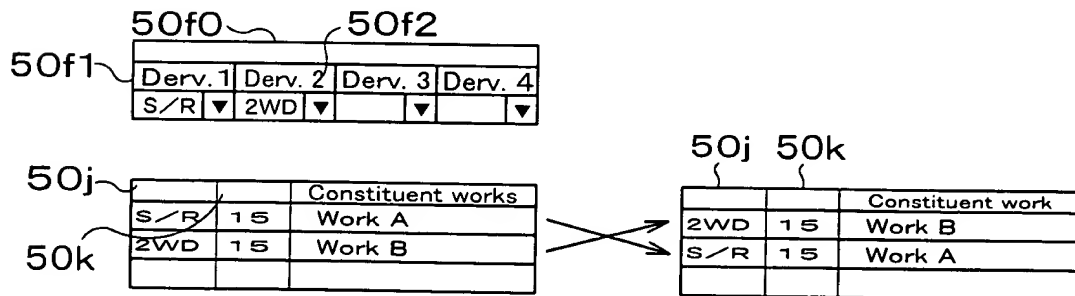 50f0 50f2
50f1
Derv. 1 Derv. 2 Derv. 3 Derv. 4
S/R ▼ 2WD ▼ ▼ ▼
50j
Constituent works
S/R 15 Work A
2WD 15 Work B
50k
50j 50k
Constituent work
2WD 15 Work B
S/R 15 Work A